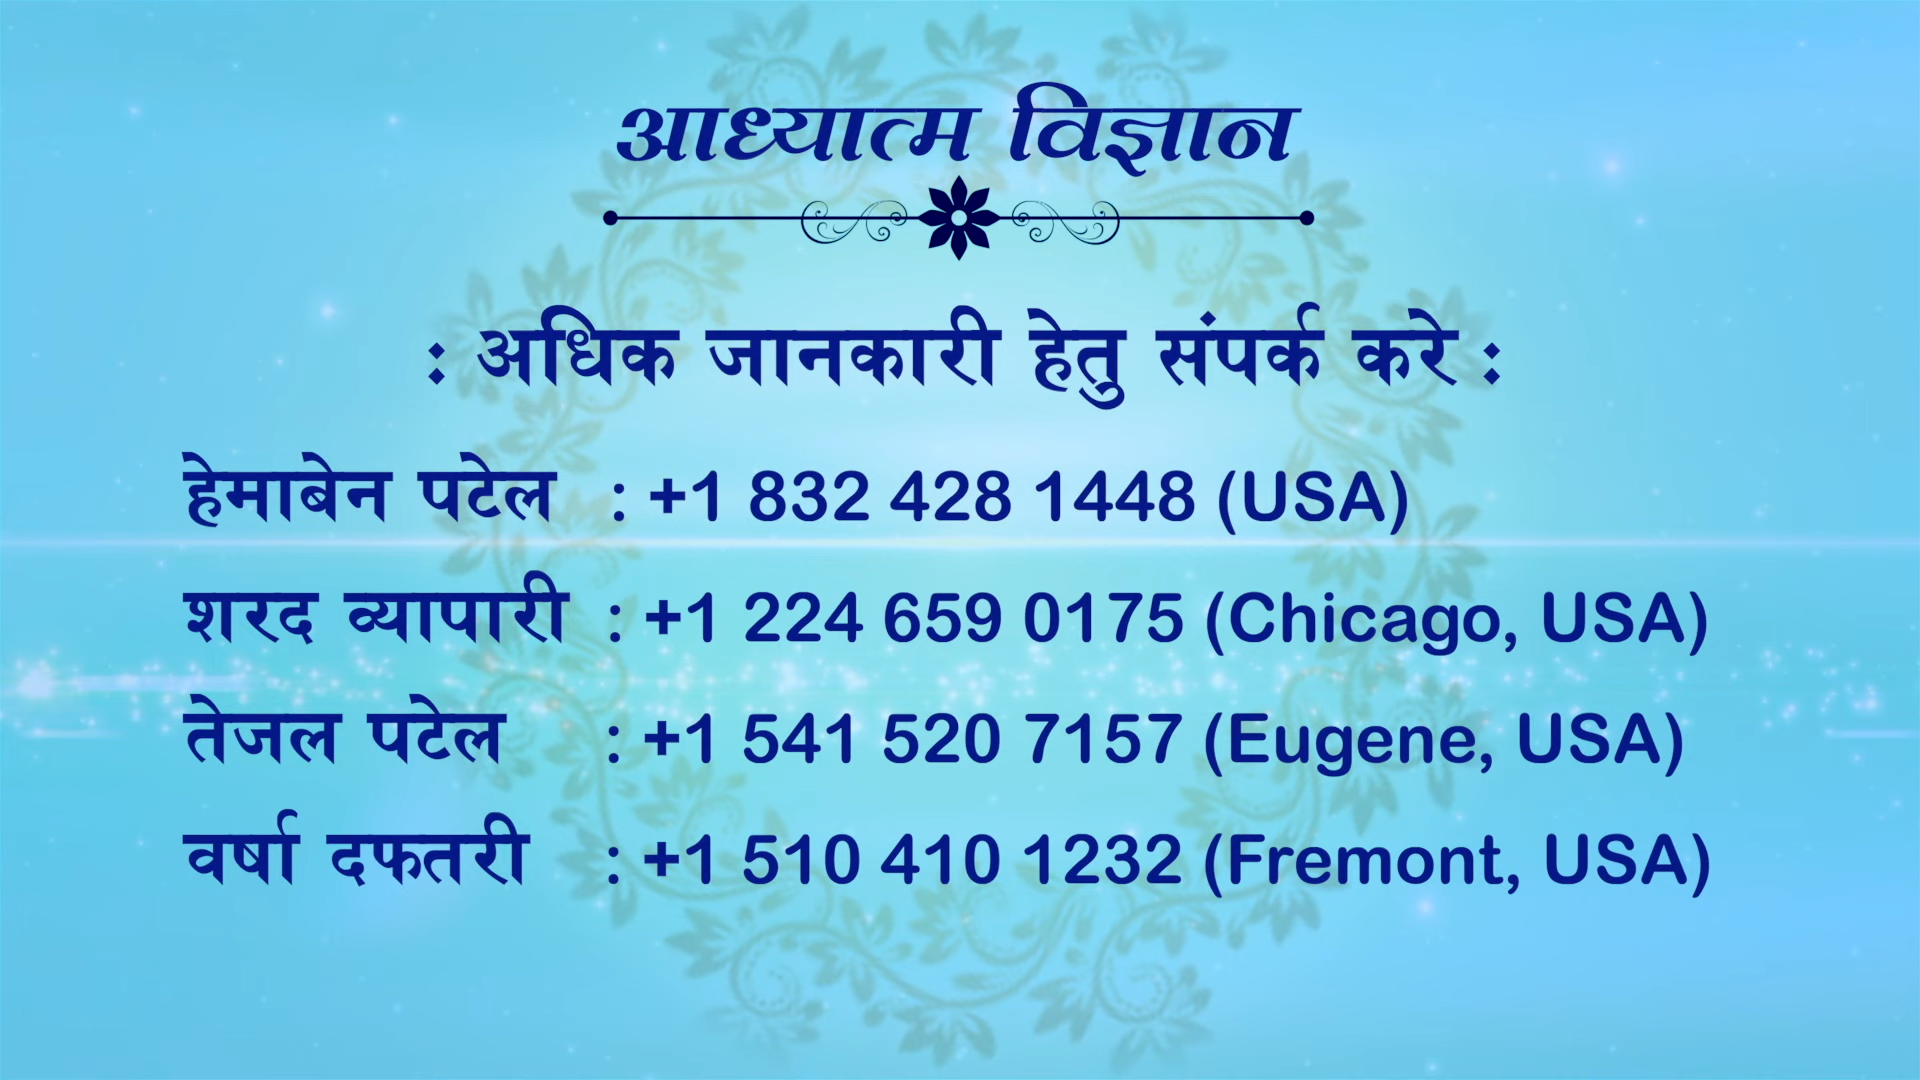 आध्यात्म विज्ञान
: अधिक जानकारी हेतु संपर्क करे :
हेमाबेन पटेल : +1 832 428 1448 (USA)
शरद व्यापारी : +1 224 659 0175 (Chicago, USA)
तेजल पटेल : +1 541 520 7157 (Eugene, USA)
वर्षा दफतरी : +1 510 410 1232 (Fremont, USA)